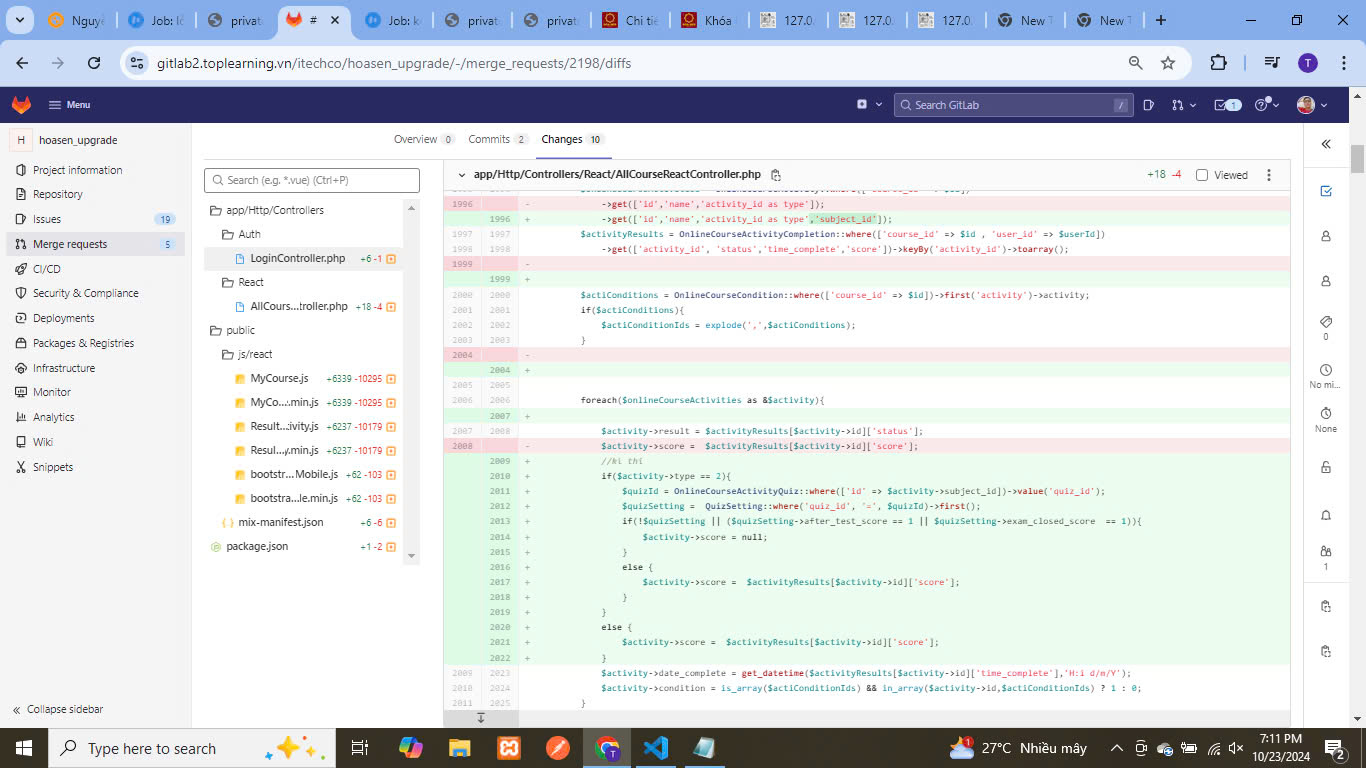 Nguyễ
Job: lỗ
privat
#
Job: k
privat
privat
Chi tiế
Khóa
127.0.
127.0.
127.0.
New T
New T
gitlab2.toplearning.vn/itechco/hoasen_upgrade/-/merge_requests/2198/diffs
T
Menu
Search GitLab
/
1
H hoasen_upgrade
Project information
Repository
Issues 19
Merge requests 5
CI/CD
Security & Compliance
Deployments
Packages & Registries
Infrastructure
Monitor
Analytics
Wiki
Snippets
Collapse sidebar
Overview 0 Commits 2 Changes 10
Search (e.g. *.vue) (Ctrl+P)
app/Http/Controllers
Auth
LoginController.php +6 -1
React
AllCours…troller.php +18 -4
public
js/react
MyCourse.js +6339 -10295
MyCo….min.js +6339 -10295
Result…ivity.js +6237 -10179
Resul…y.min.js +6237 -10179
bootstr…Mobile.js +62 -103
bootstra…le.min.js +62 -103
mix-manifest.json +6 -6
package.json +1 -2
app/Http/Controllers/React/AllCourseReactController.php +18 -4 Viewed
1996 - ->get(['id','name','activity_id as type']);
1996 + ->get(['id','name','activity_id as type','subject_id']);
1997 1997 $activityResults = OnlineCourseActivityCompletion::where(['course_id' => $id , 'user_id' => $userId])
1998 1998 ->get(['activity_id', 'status','time_complete','score'])->keyBy('activity_id')->toarray();
1999 -
1999 +
2000 2000 $actiConditions = OnlineCourseCondition::where(['course_id' => $id])->first('activity')->activity;
2001 2001 if($actiConditions){
2002 2002 $actiConditionIds = explode(',',$actiConditions);
2003 2003 }
2004 -
2004 +
2005 2005
2006 2006 foreach($onlineCourseActivities as &$activity){
2007 +
2007 2008 $activity->result = $activityResults[$activity->id]['status'];
2008 - $activity->score = $activityResults[$activity->id]['score'];
2009 + //kì thi
2010 + if($activity->type == 2){
2011 + $quizId = OnlineCourseActivityQuiz::where(['id' => $activity->subject_id])->value('quiz_id');
2012 + $quizSetting = QuizSetting::where('quiz_id', '=', $quizId)->first();
2013 + if(!$quizSetting || ($quizSetting->after_test_score == 1 || $quizSetting->exam_closed_score == 1)){
2014 + $activity->score = null;
2015 + }
2016 + else {
2017 + $activity->score = $activityResults[$activity->id]['score'];
2018 + }
2019 + }
2020 + else {
2021 + $activity->score = $activityResults[$activity->id]['score'];
2022 + }
2009 2023 $activity->date_complete = get_datetime($activityResults[$activity->id]['time_complete'],'H:i d/m/Y');
2010 2024 $activity->condition = is_array($actiConditionIds) && in_array($activity->id,$actiConditionIds) ? 1 : 0;
2011 2025 }
0
No mi...
None
1
Type here to search
27°C Nhiều mây
7:11 PM
10/23/2024
2